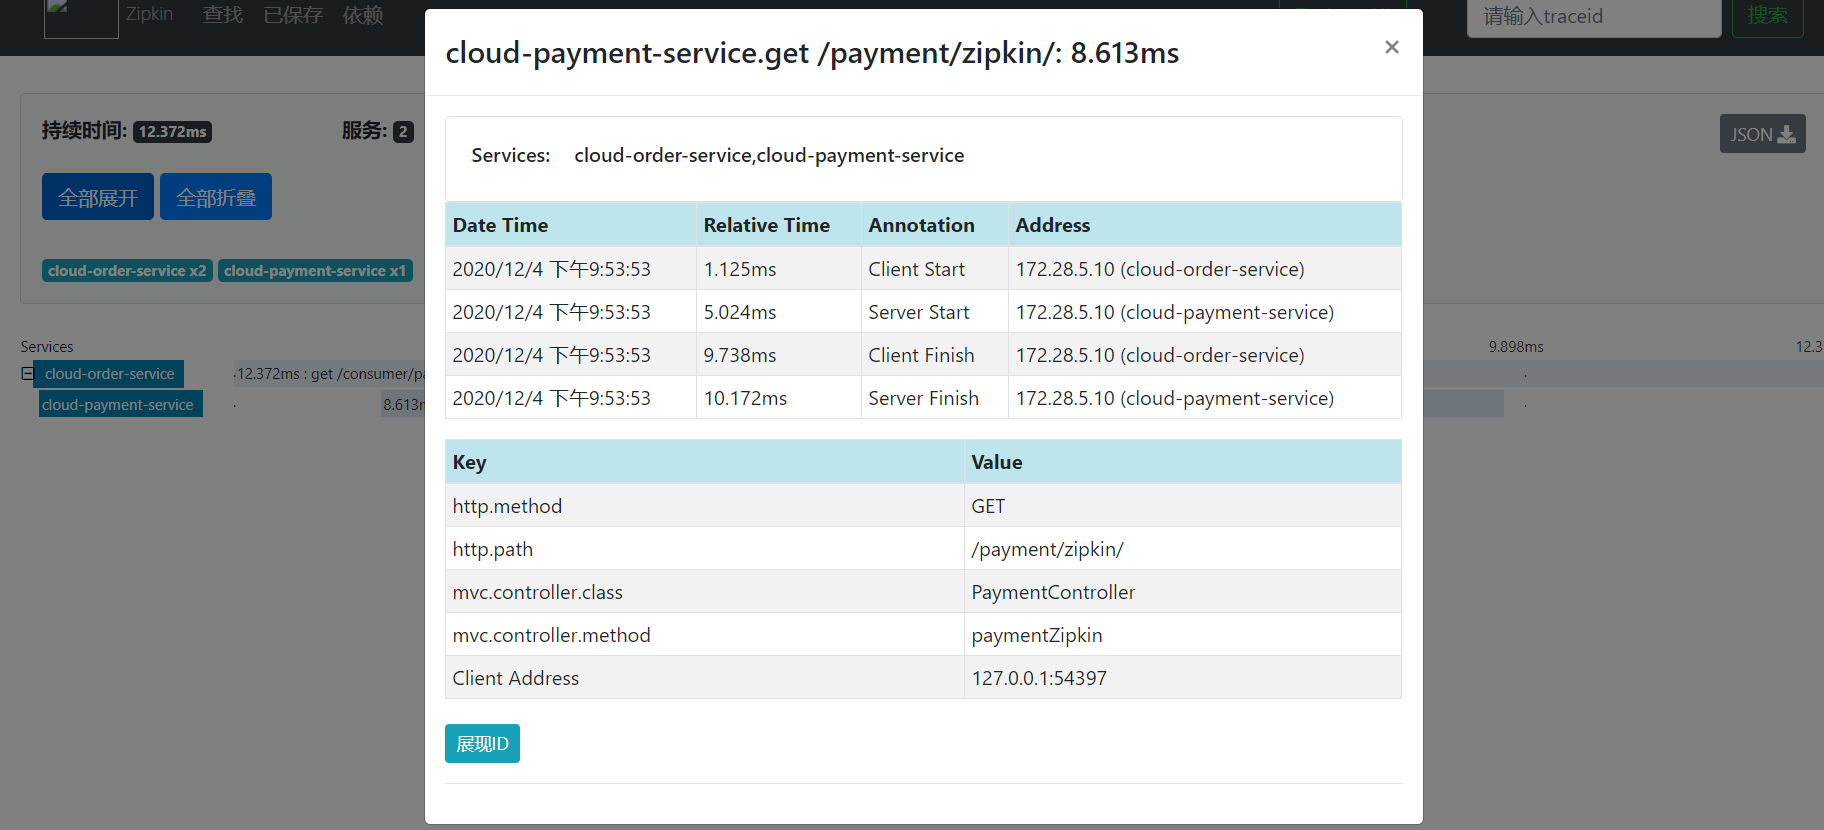 Zipkin 查找 已保存 依赖
请输入traceid 搜索
cloud-payment-service.get /payment/zipkin/: 8.613ms ×
持续时间: 12.372ms 服务: 2
JSON
全部展开 全部折叠
cloud-order-service x2 cloud-payment-service x1
Services: cloud-order-service,cloud-payment-service
Date Time Relative Time Annotation Address
2020/12/4 下午9:53:53 1.125ms Client Start 172.28.5.10 (cloud-order-service)
2020/12/4 下午9:53:53 5.024ms Server Start 172.28.5.10 (cloud-payment-service)
2020/12/4 下午9:53:53 9.738ms Client Finish 172.28.5.10 (cloud-order-service)
2020/12/4 下午9:53:53 10.172ms Server Finish 172.28.5.10 (cloud-payment-service)
Services 9.898ms 12.3
cloud-order-service 12.372ms : get /consumer/pa
cloud-payment-service 8.613m
Key Value
http.method GET
http.path /payment/zipkin/
mvc.controller.class PaymentController
mvc.controller.method paymentZipkin
Client Address 127.0.0.1:54397
展现ID